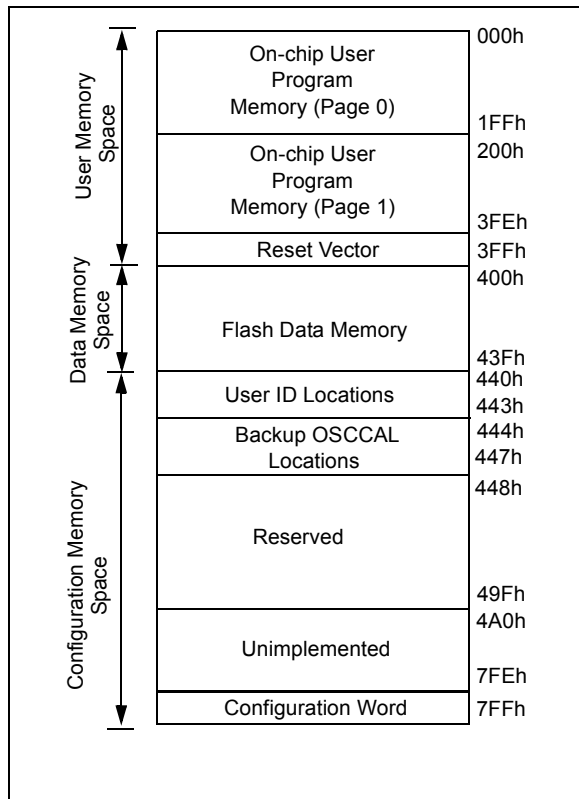 000h
On-chip User
Program
Memory (Page 0)
1FFh
200h
On-chip User
Program
Memory (Page 1)
3FEh
Reset Vector
3FFh
User Memory
Space
400h
Flash Data Memory
43Fh
Data Memory
Space
440h
User ID Locations
443h
Backup OSCCAL
Locations
444h
447h
448h
Reserved
49Fh
4A0h
Unimplemented
7FEh
Configuration Word
7FFh
Configuration Memory
Space